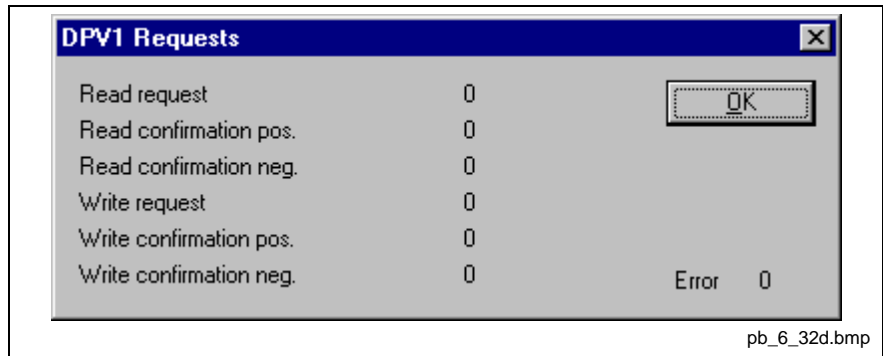 DPV1 Requests
Read request 0
OK
Read confirmation pos. 0
Read confirmation neg. 0
Write request 0
Write confirmation pos. 0
Write confirmation neg. 0
Error 0
pb_6_32d.bmp